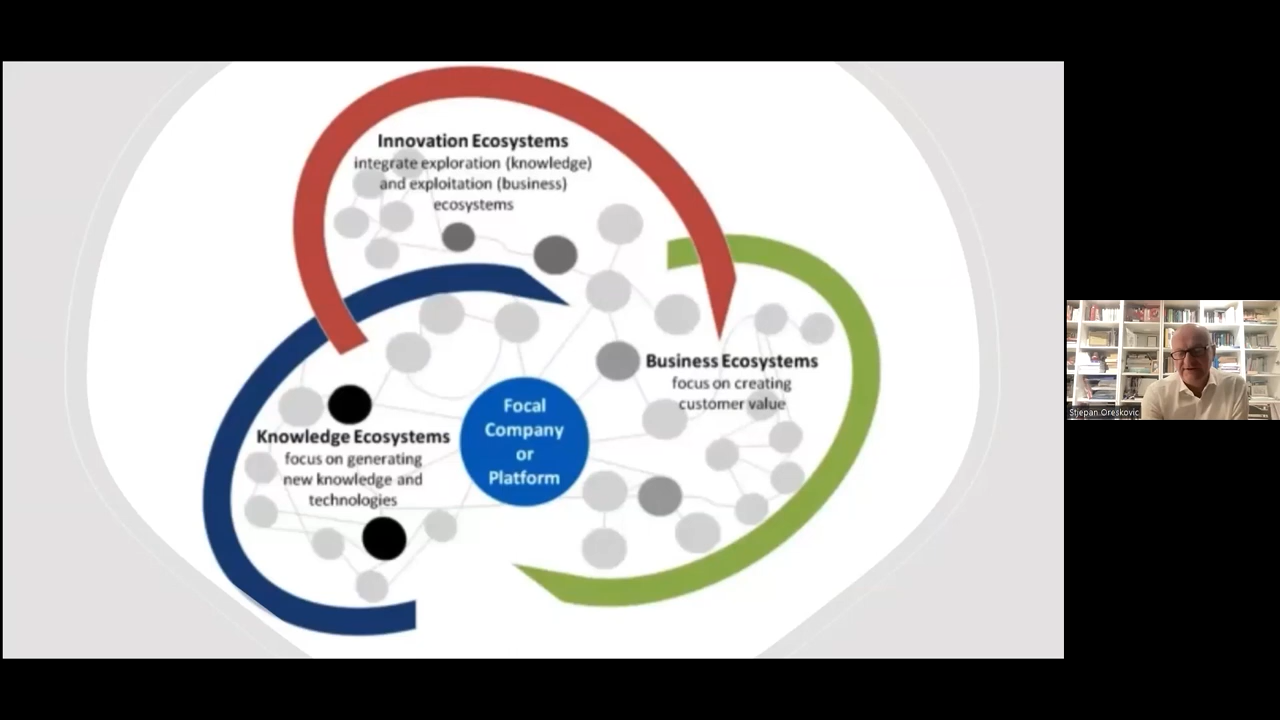 Innovation Ecosystems
integrate exploration (knowledge)
and exploitation (business)
ecosystems
Business Ecosystems
focus on creating
customer value
Focal
Company
or
Platform
Knowledge Ecosystems
focus on generating
new knowledge and
technologies
Stjepan Oreskovic